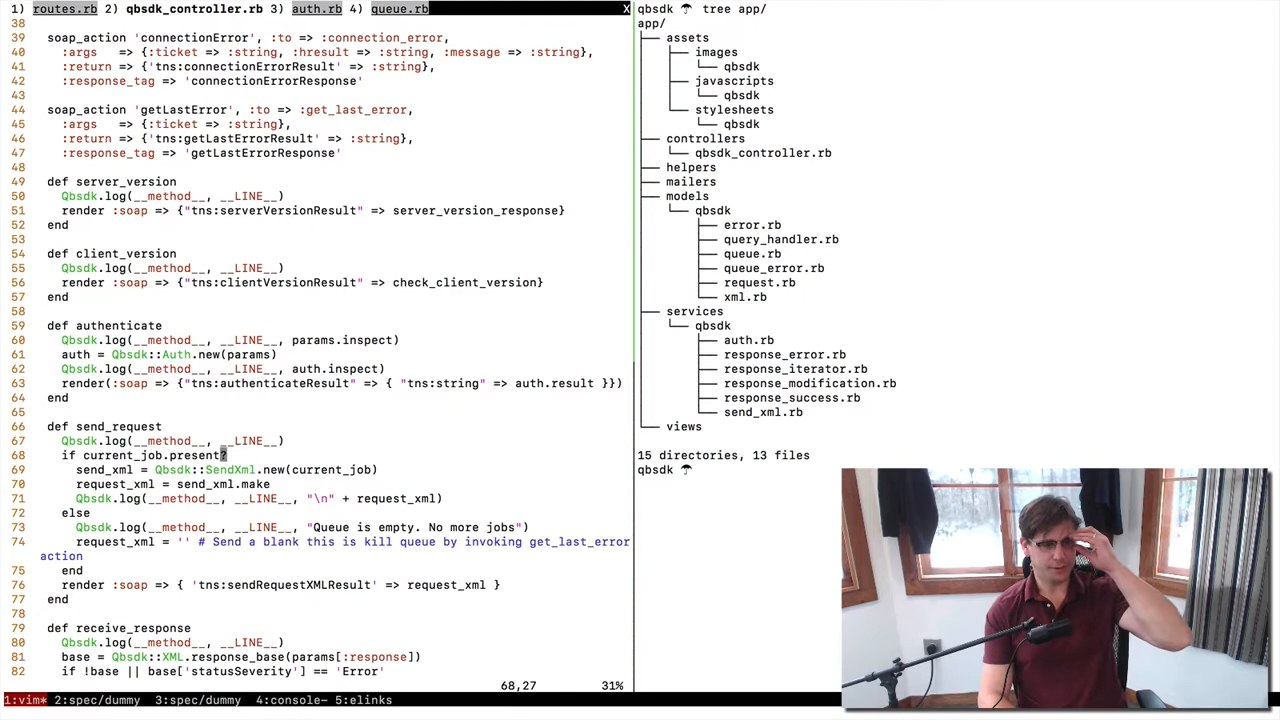 1) routes.rb 2) qbsdk_controller.rb 3) auth.rb 4) queue.rb X
38
39 soap_action 'connectionError', :to => :connection_error,
40 :args => {:ticket => :string, :hresult => :string, :message => :string},
41 :return => {'tns:connectionErrorResult' => :string},
42 :response_tag => 'connectionErrorResponse'
43
44 soap_action 'getLastError', :to => :get_last_error,
45 :args => {:ticket => :string},
46 :return => {'tns:getLastErrorResult' => :string},
47 :response_tag => 'getLastErrorResponse'
48
49 def server_version
50 Qbsdk.log(__method__, __LINE__)
51 render :soap => {"tns:serverVersionResult" => server_version_response}
52 end
53
54 def client_version
55 Qbsdk.log(__method__, __LINE__)
56 render :soap => {"tns:clientVersionResult" => check_client_version}
57 end
58
59 def authenticate
60 Qbsdk.log(__method__, __LINE__, params.inspect)
61 auth = Qbsdk::Auth.new(params)
62 Qbsdk.log(__method__, __LINE__, auth.inspect)
63 render(:soap => {"tns:authenticateResult" => { "tns:string" => auth.result }})
64 end
65
66 def send_request
67 Qbsdk.log(__method__, __LINE__)
68 if current_job.present?
69 send_xml = Qbsdk::SendXml.new(current_job)
70 request_xml = send_xml.make
71 Qbsdk.log(__method__, __LINE__, "\n" + request_xml)
72 else
73 Qbsdk.log(__method__, __LINE__, "Queue is empty. No more jobs")
74 request_xml = '' # Send a blank this is kill queue by invoking get_last_error
action
75 end
76 render :soap => { 'tns:sendRequestXMLResult' => request_xml }
77 end
78
79 def receive_response
80 Qbsdk.log(__method__, __LINE__)
81 base = Qbsdk::XML.response_base(params[:response])
82 if !base || base['statusSeverity'] == 'Error'
68,27 31%
qbsdk ☂ tree app/
app/
├── assets
│   ├── images
│   │   └── qbsdk
│   ├── javascripts
│   │   └── qbsdk
│   └── stylesheets
│       └── qbsdk
├── controllers
│   └── qbsdk_controller.rb
├── helpers
├── mailers
├── models
│   └── qbsdk
│       ├── error.rb
│       ├── query_handler.rb
│       ├── queue.rb
│       ├── queue_error.rb
│       ├── request.rb
│       └── xml.rb
├── services
│   └── qbsdk
│       ├── auth.rb
│       ├── response_error.rb
│       ├── response_iterator.rb
│       ├── response_modification.rb
│       ├── response_success.rb
│       └── send_xml.rb
└── views
15 directories, 13 files
qbsdk ☂
1:vim* 2:spec/dummy 3:spec/dummy 4:console- 5:elinks